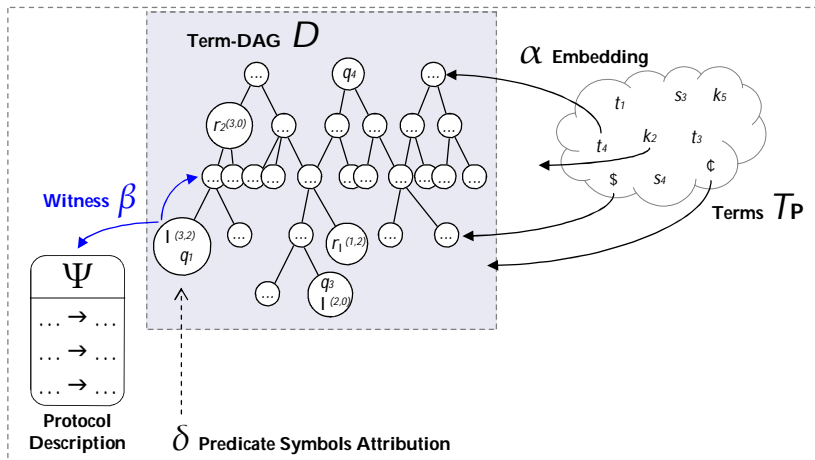 Term-DAG D
α Embedding
... q4 ...
t1 s3 k5
r2(3,0) ... ... ... ... ...
t4 k2 t3
... ... ... ... ... ... ... ... ... ... ...
$ s4 ¢
Witness β
Terms TP
I (3,2)
q1
... ... rI (1,2) ... ...
Ψ
... q3
I (2,0)
... → ...
... → ...
... → ...
Protocol
Description
δ Predicate Symbols Attribution